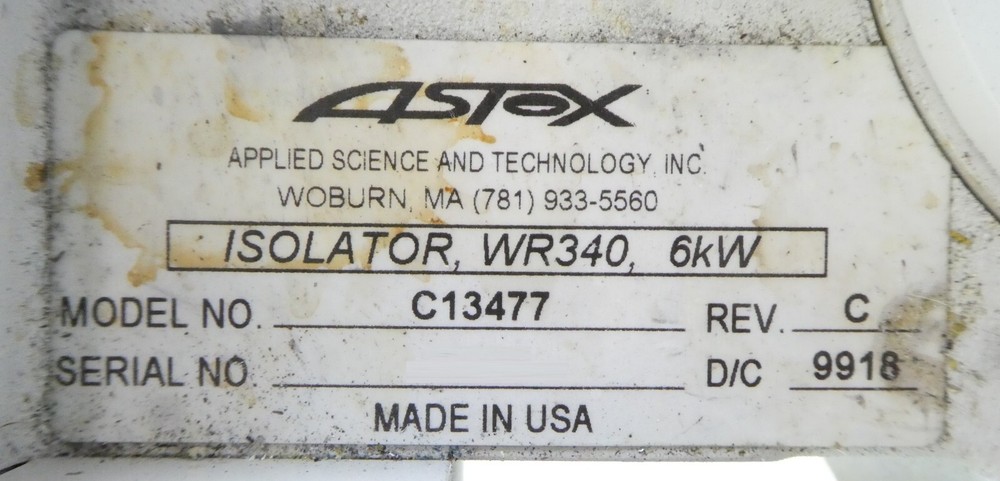 ASTeX
APPLIED SCIENCE AND TECHNOLOGY, INC.
WOBURN, MA (781) 933-5560
ISOLATOR, WR340, 6kW
MODEL NO. C13477 REV. C
SERIAL NO. D/C 9918
MADE IN USA